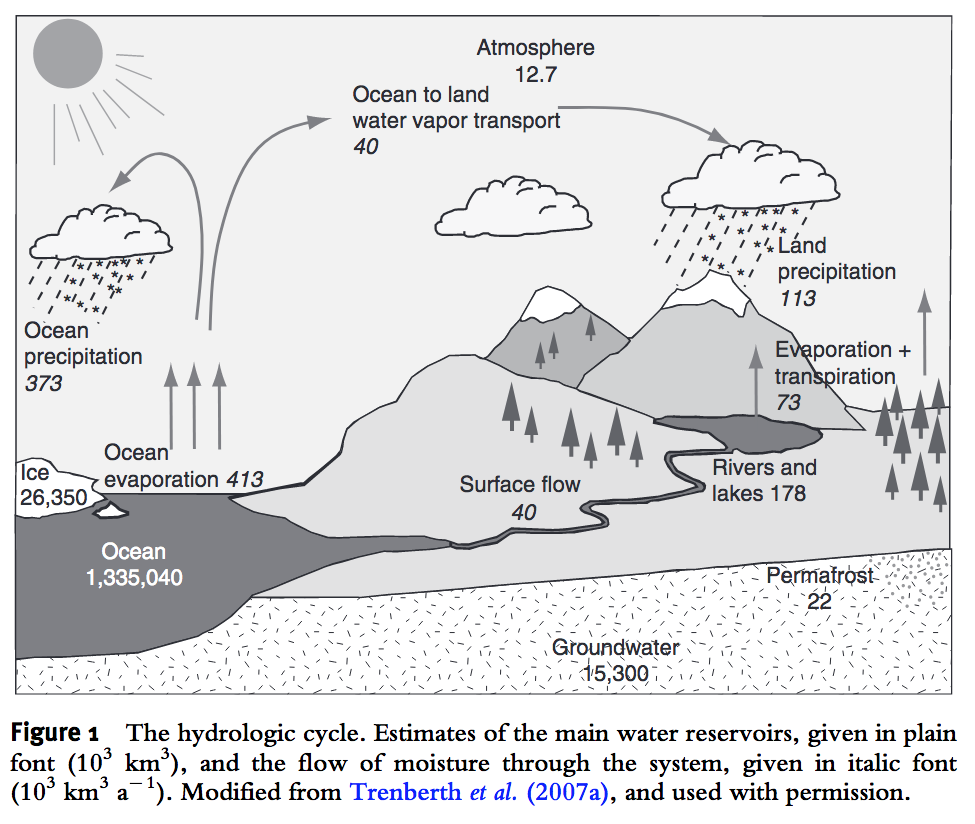 Atmosphere
12.7
Ocean to land
water vapor transport
40
Land
precipitation
113
Ocean
precipitation
373
Evaporation +
transpiration
73
Ocean
evaporation 413
Ice
26,350
Surface flow
40
Rivers and
lakes 178
Ocean
1,335,040
Permafrost
22
Groundwater
15,300
Figure 1 The hydrologic cycle. Estimates of the main water reservoirs, given in plain
font (10³ km³), and the flow of moisture through the system, given in italic font
(10³ km³ a⁻¹). Modified from Trenberth et al. (2007a), and used with permission.